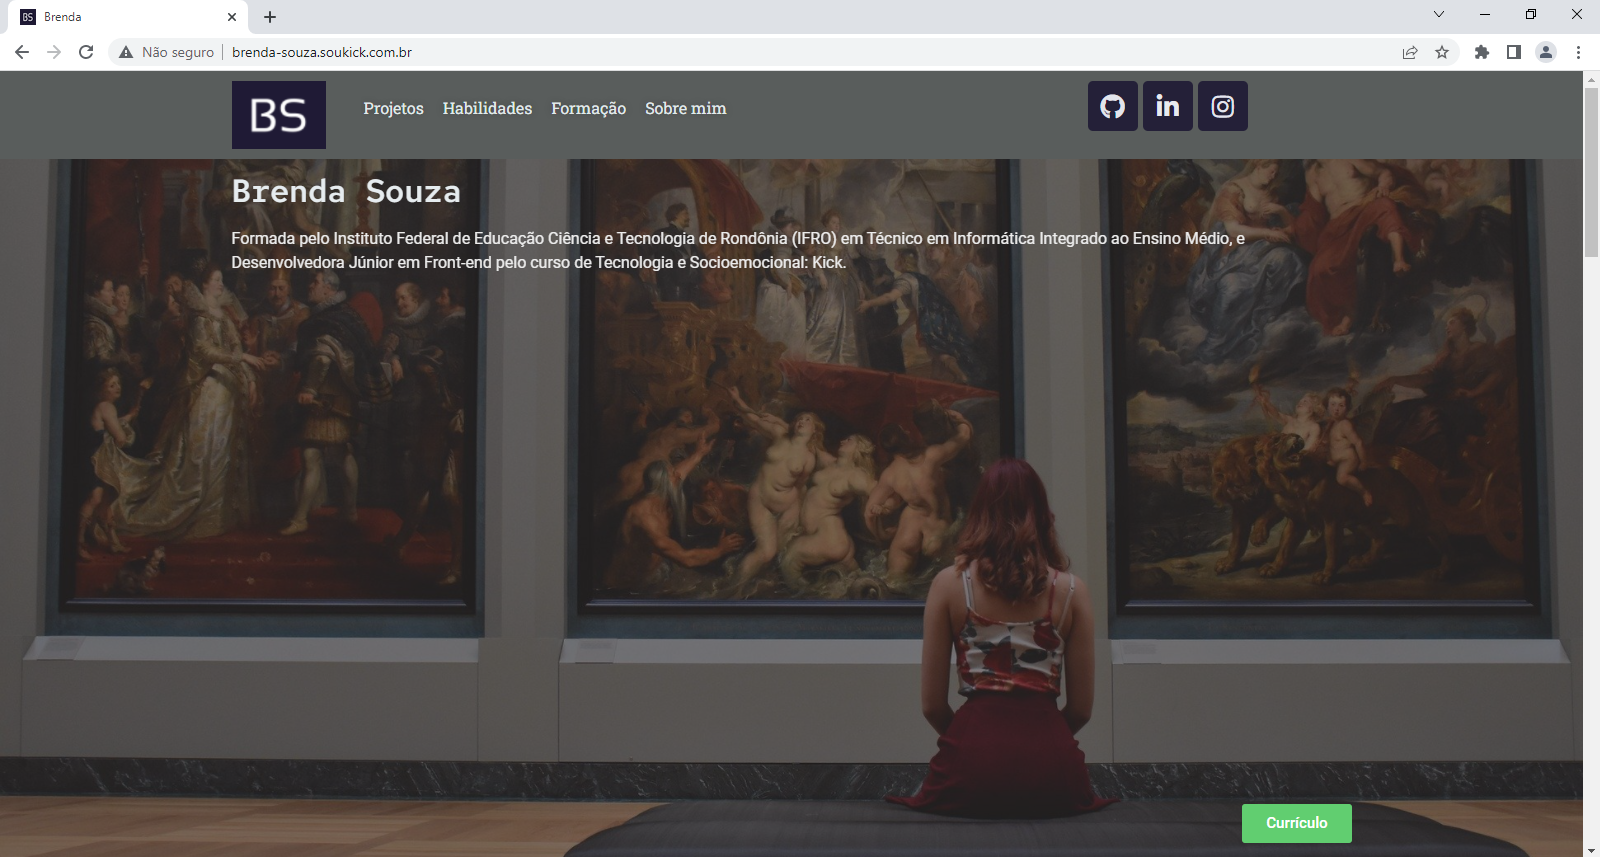 Brenda
Não seguro
brenda-souza.soukick.com.br
BS
Projetos
Habilidades
Formação
Sobre mim
in
Brenda Souza
Formada pelo Instituto Federal de Educação Ciência e Tecnologia de Rondônia (IFRO) em Técnico em Informática Integrado ao Ensino Médio, e
Desenvolvedora Júnior em Front-end pelo curso de Tecnologia e Socioemocional: Kick.
Currículo